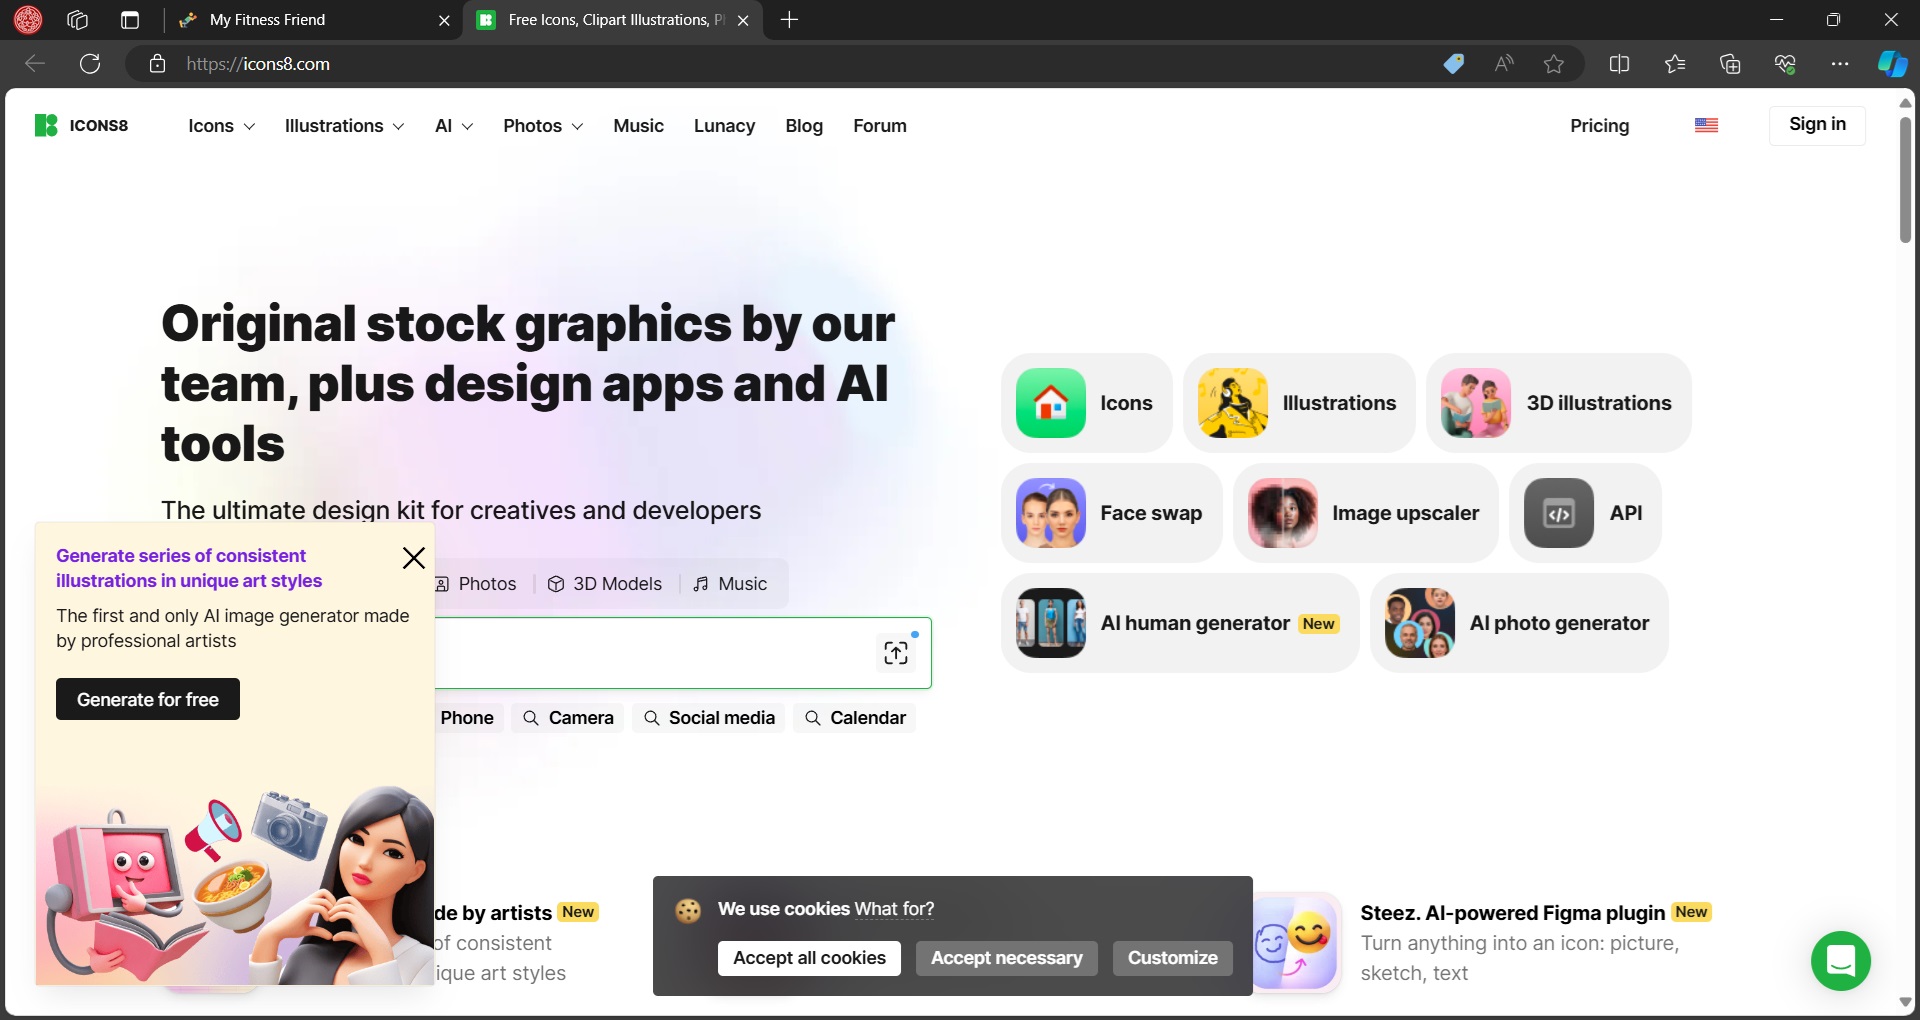 My Fitness Friend
Free Icons, Clipart Illustrations, P
https://icons8.com
ICONS8
Icons
Illustrations
AI
Photos
Music
Lunacy
Blog
Forum
Pricing
Sign in
Original stock graphics by our
team, plus design apps and AI
tools
The ultimate design kit for creatives and developers
Photos
3D Models
Music
Phone
Camera
Social media
Calendar
Icons
Illustrations
3D illustrations
Face swap
Image upscaler
API
AI human generator New
AI photo generator
Generate series of consistent
illustrations in unique art styles
The first and only AI image generator made
by professional artists
Generate for free
de by artists New
of consistent
ique art styles
We use cookies What for?
Accept all cookies
Accept necessary
Customize
Steez. AI-powered Figma plugin New
Turn anything into an icon: picture,
sketch, text